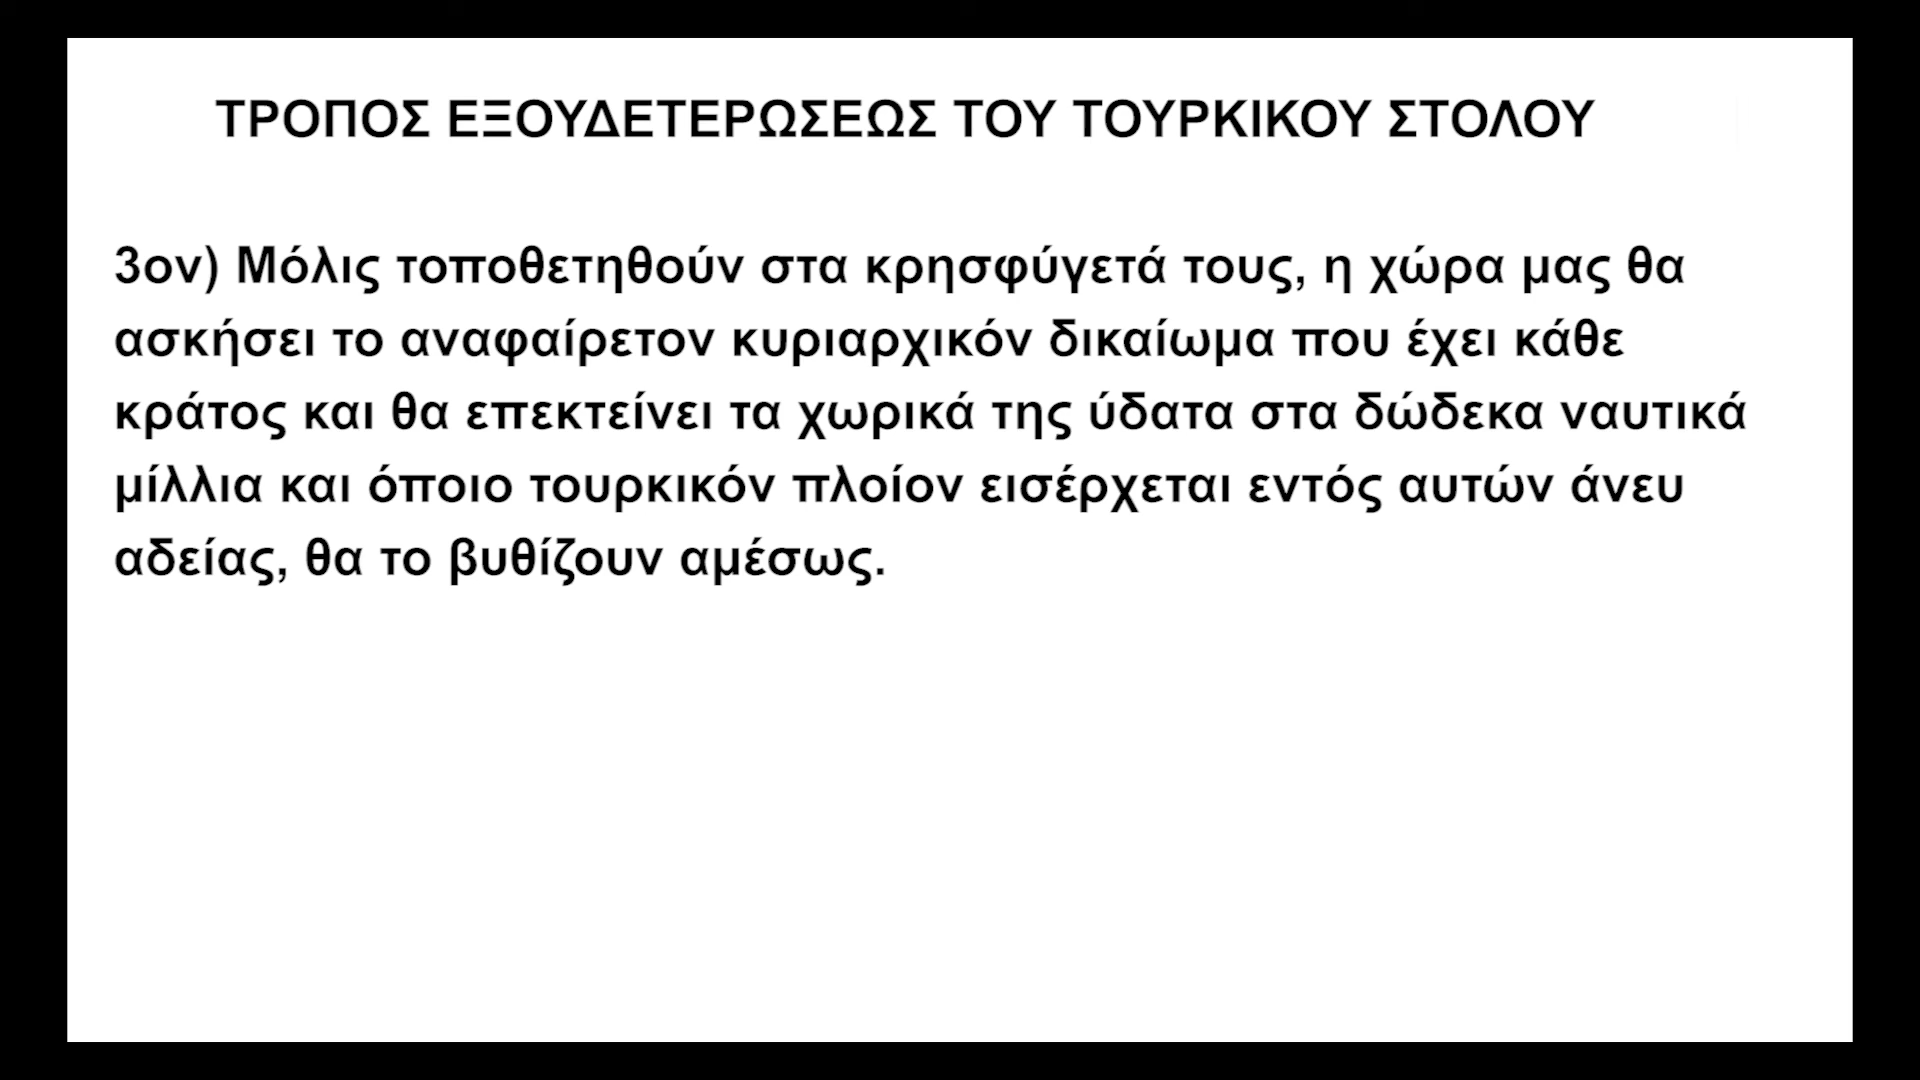 ΤΡΟΠΟΣ ΕΞΟΥΔΕΤΕΡΩΣΕΩΣ ΤΟΥ ΤΟΥΡΚΙΚΟΥ ΣΤΟΛΟΥ
3ον) Μόλις τοποθετηθούν στα κρησφύγετά τους, η χώρα μας θα
ασκήσει το αναφαίρετον κυριαρχικόν δικαίωμα που έχει κάθε
κράτος και θα επεκτείνει τα χωρικά της ύδατα στα δώδεκα ναυτικά
μίλλια και όποιο τουρκικόν πλοίον εισέρχεται εντός αυτών άνευ
αδείας, θα το βυθίζουν αμέσως.